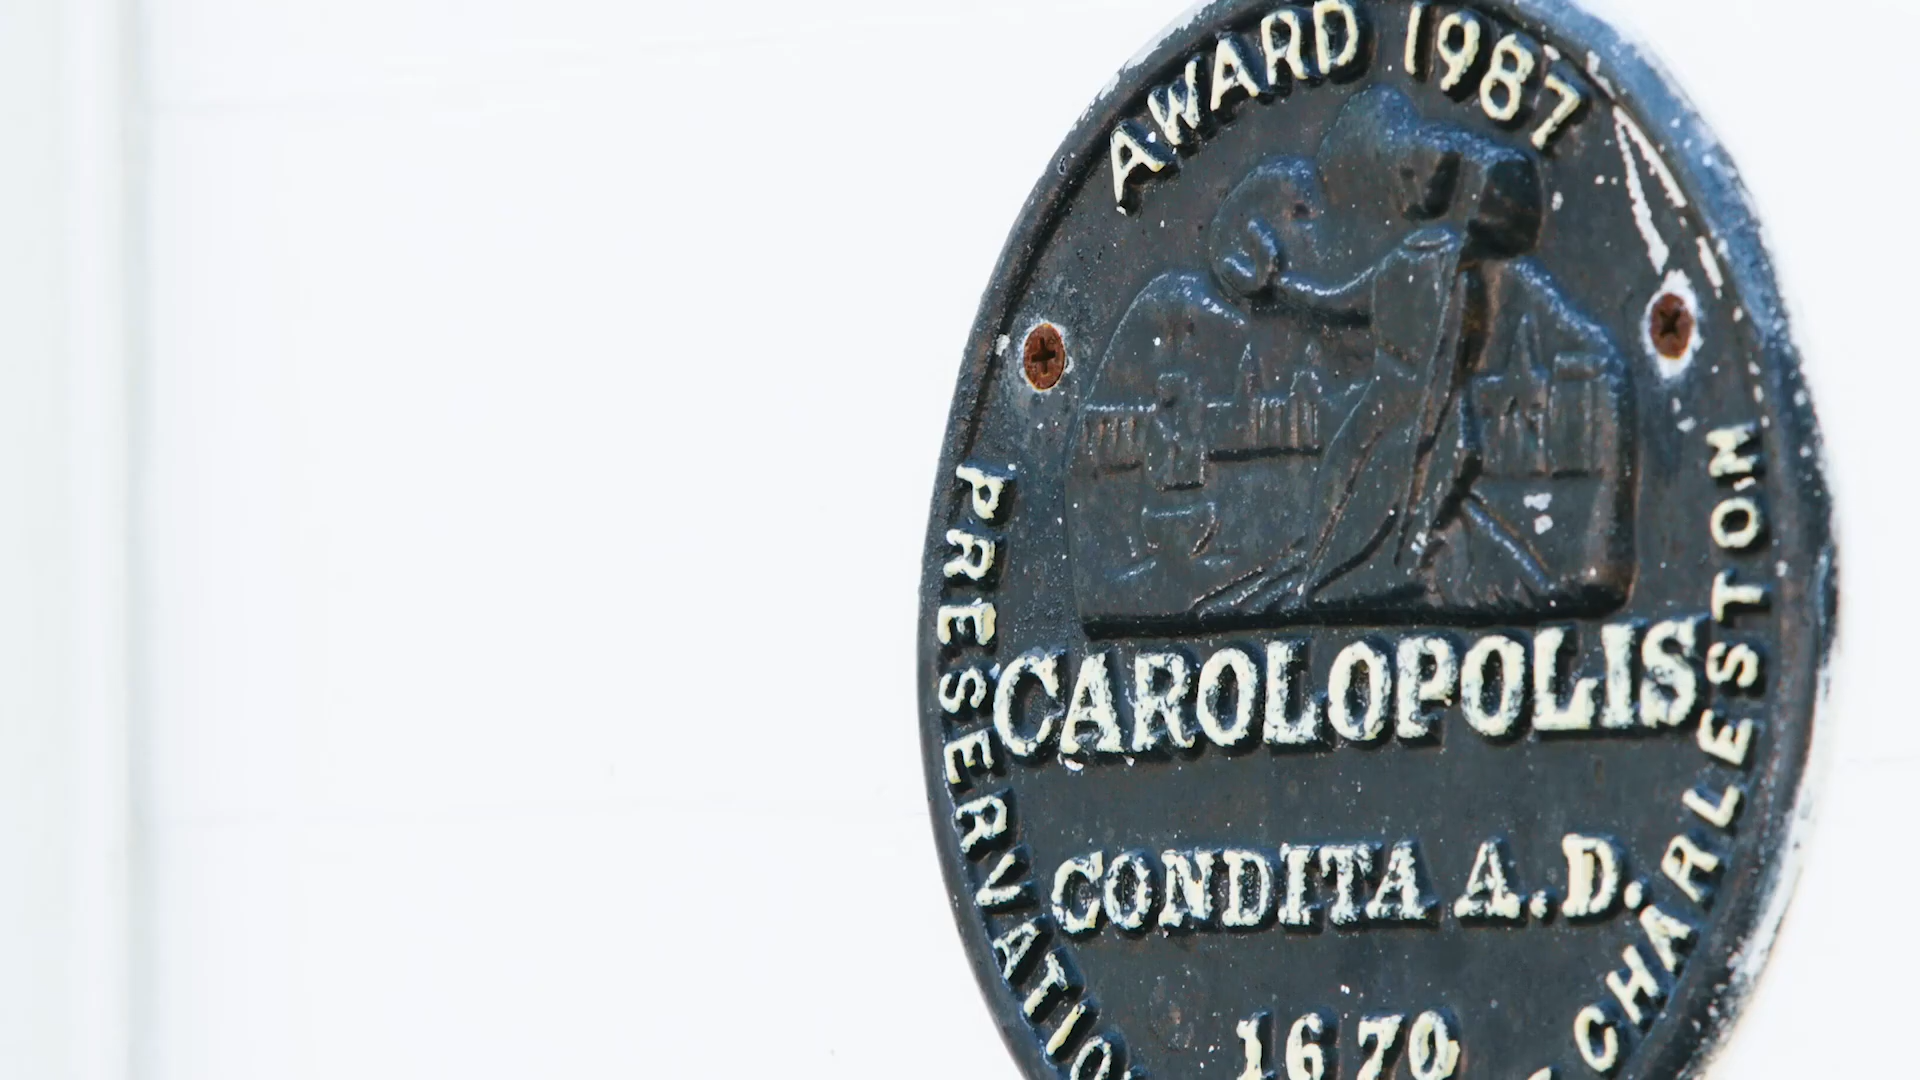 AWARD 1987
CAROLOPOLIS
CONDITA A.D.
1670
PRESERVATIO
CHARLESTON